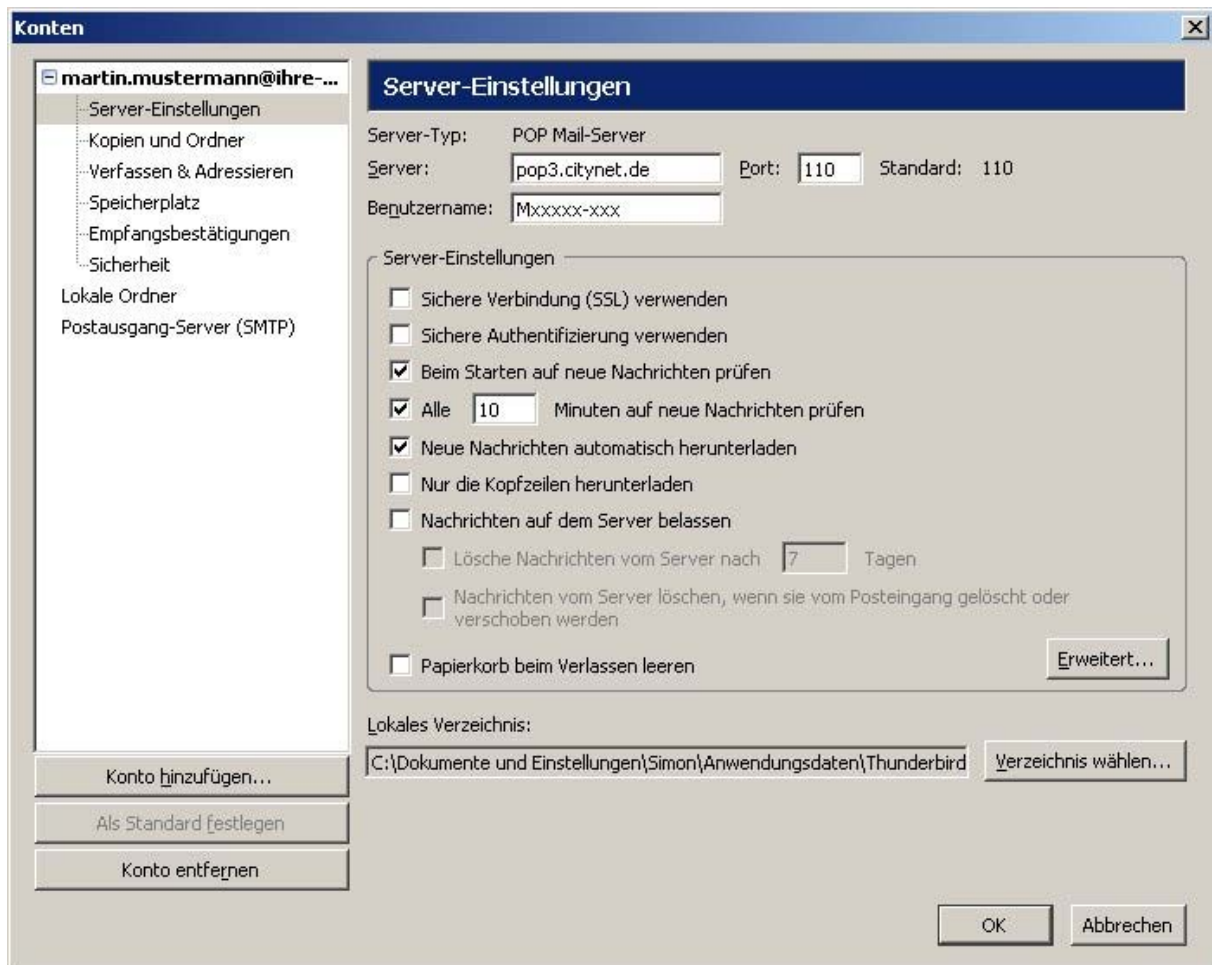 Konten
martin.mustermann@ihre-...
Server-Einstellungen
Kopien und Ordner
Verfassen & Adressieren
Speicherplatz
Empfangsbestätigungen
Sicherheit
Lokale Ordner
Postausgang-Server (SMTP)
Konto hinzufügen...
Als Standard festlegen
Konto entfernen
Server-Einstellungen
Server-Typ: POP Mail-Server
Server: pop3.citynet.de Port: 110 Standard: 110
Benutzername: Mxxxxx-xxx
Server-Einstellungen
Sichere Verbindung (SSL) verwenden
Sichere Authentifizierung verwenden
Beim Starten auf neue Nachrichten prüfen
Alle 10 Minuten auf neue Nachrichten prüfen
Neue Nachrichten automatisch herunterladen
Nur die Kopfzeilen herunterladen
Nachrichten auf dem Server belassen
Lösche Nachrichten vom Server nach 7 Tagen
Nachrichten vom Server löschen, wenn sie vom Posteingang gelöscht oder
verschoben werden
Papierkorb beim Verlassen leeren
Erweitert...
Lokales Verzeichnis:
C:\Dokumente und Einstellungen\Simon\Anwendungsdaten\Thunderbird Verzeichnis wählen...
OK Abbrechen